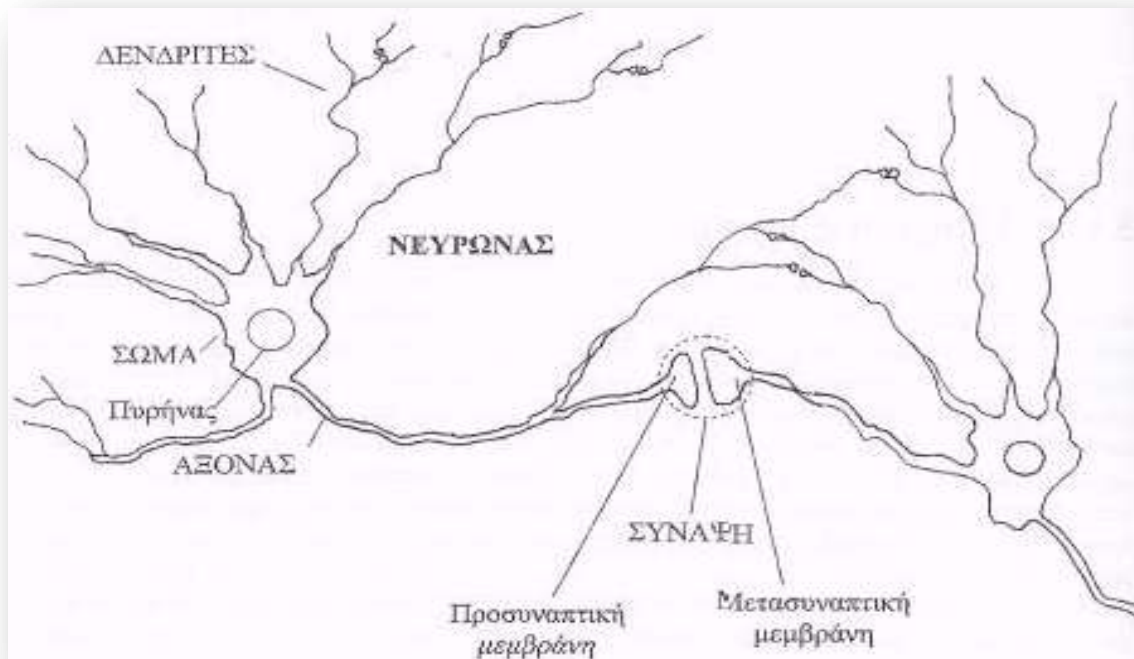 ΔΕΝΔΡΙΤΕΣ
ΝΕΥΡΩΝΑΣ
ΣΩΜΑ
Πυρήνας
ΑΞΟΝΑΣ
ΣΥΝΑΨΗ
Προσυναπτική
μεμβράνη
Μετασυναπτική
μεμβράνη